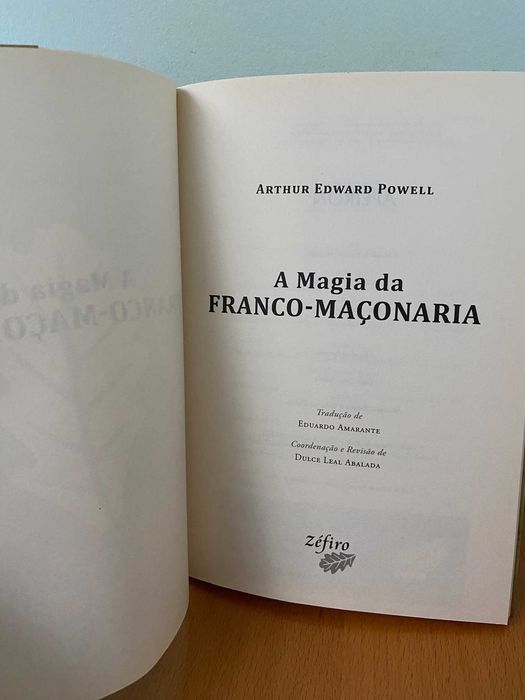 ARTHUR EDWARD POWELL
A Magia da
FRANCO-MAÇONARIA
Tradução de
EDUARDO AMARANTE
Coordenação e Revisão de
DULCE LEAL ABALADA
Zéfiro